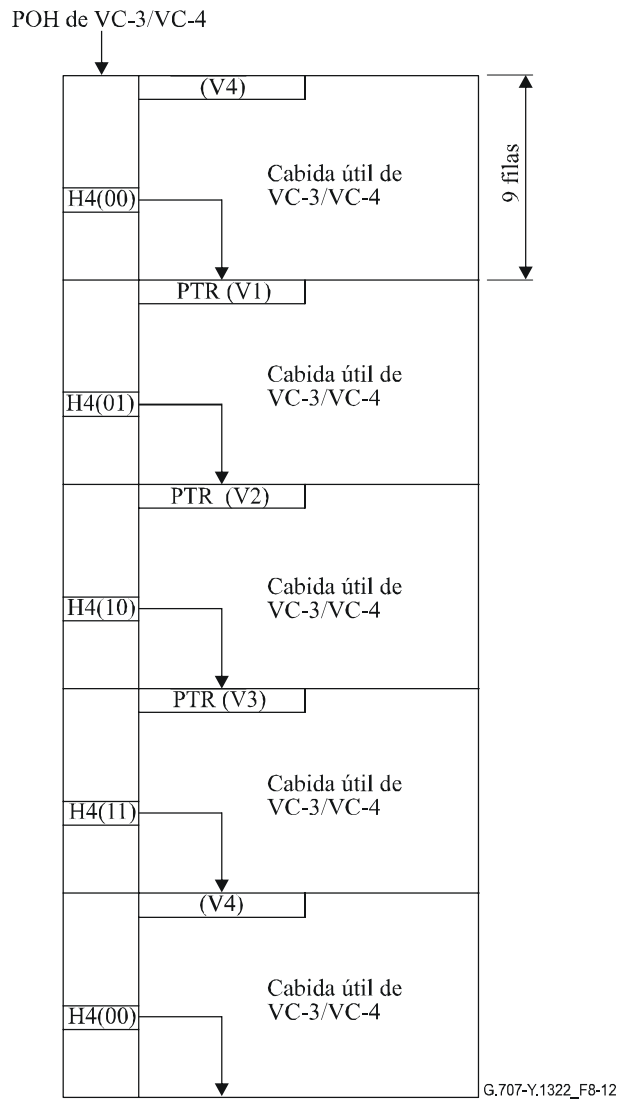 POH de VC-3/VC-4
(V4)
Cabida útil de
VC-3/VC-4
9 filas
H4(00)
PTR (V1)
Cabida útil de
VC-3/VC-4
H4(01)
PTR (V2)
Cabida útil de
VC-3/VC-4
H4(10)
PTR (V3)
Cabida útil de
VC-3/VC-4
H4(11)
(V4)
Cabida útil de
VC-3/VC-4
H4(00)
G.707-Y.1322_F8-12